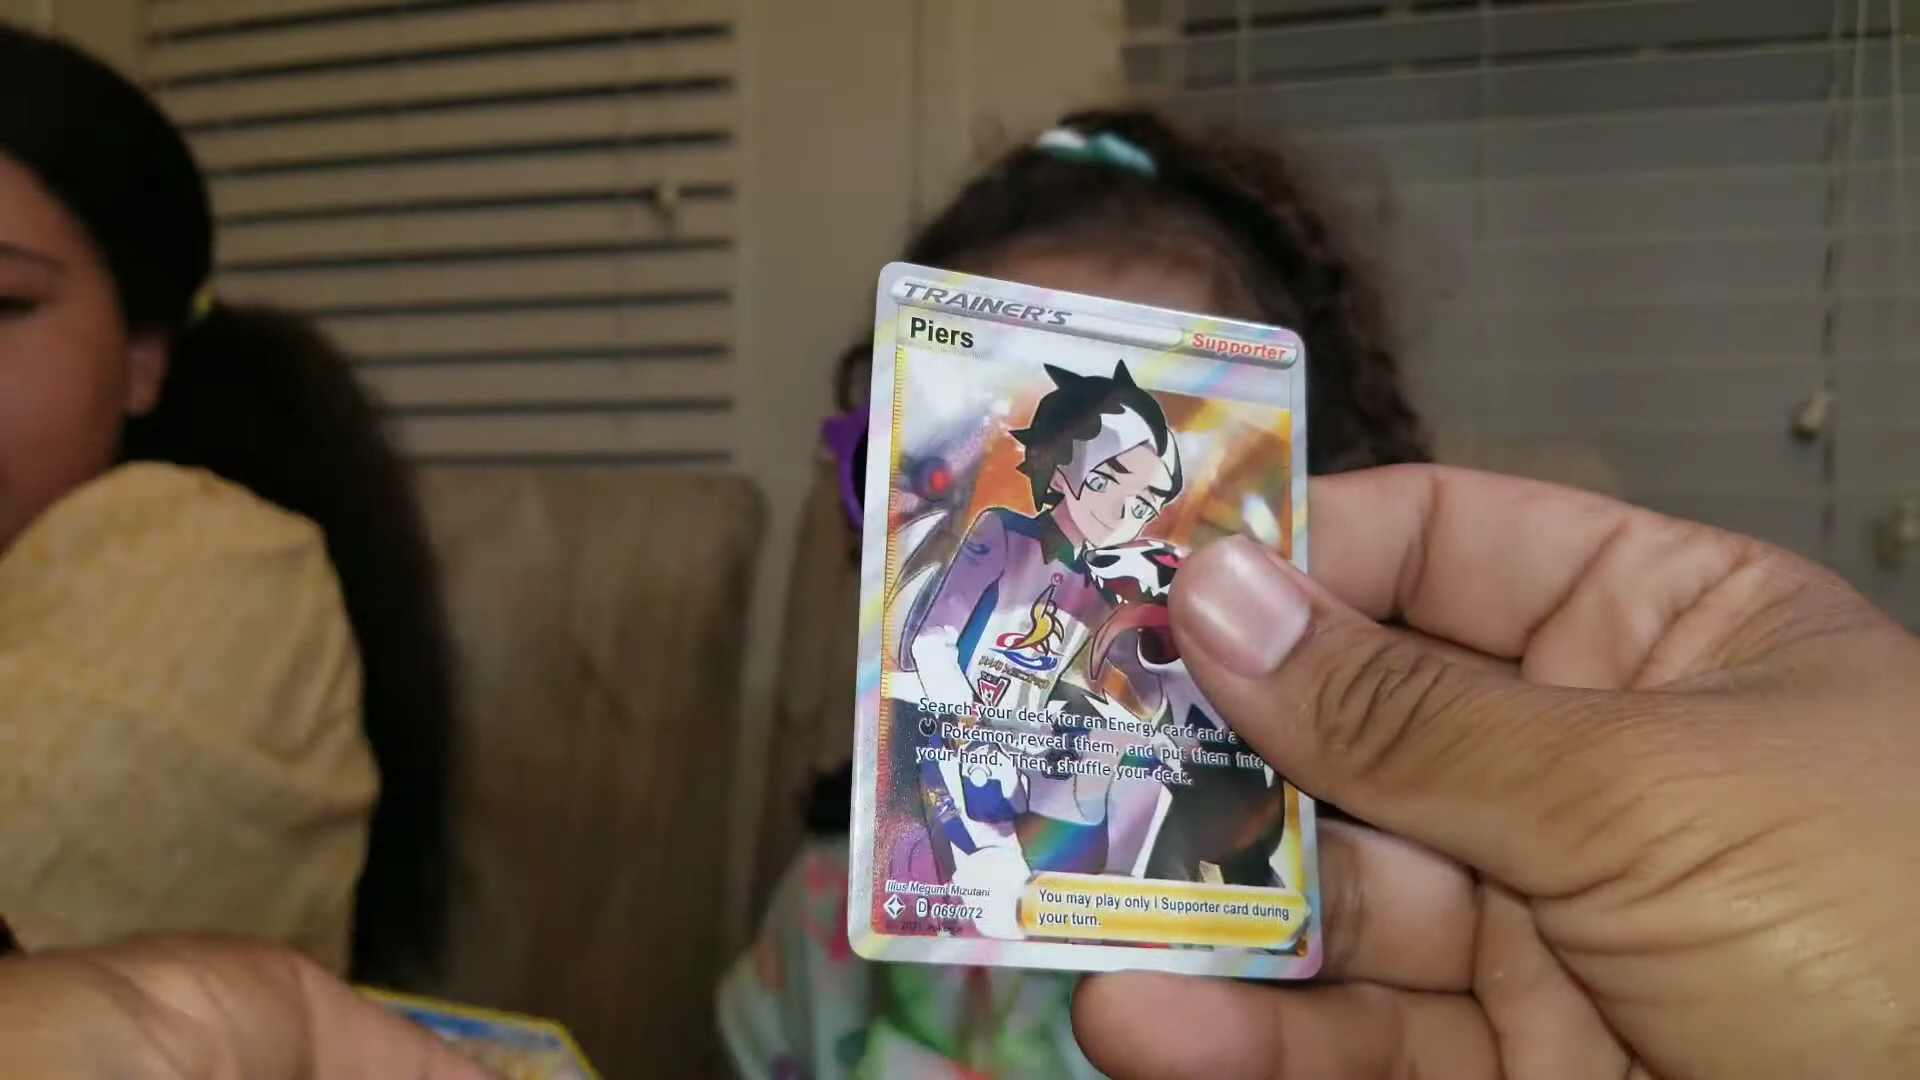 TRAINER'S
Piers
Supporter
Search your deck for an Energy card and a
Pokémon, reveal them, and put them into
your hand. Then, shuffle your deck.
Illus. Megumi Mizutani
D 069/072
You may play only 1 Supporter card during
your turn.